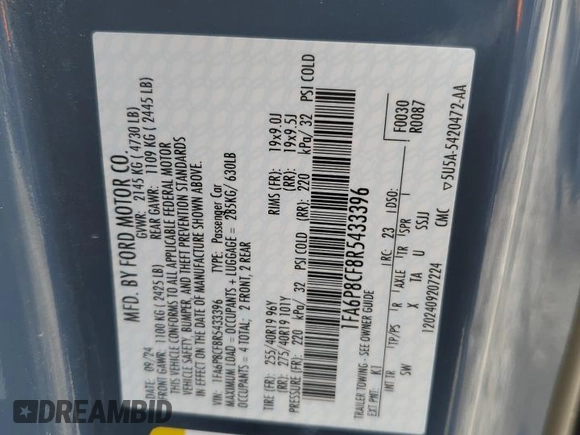 MFD. BY FORD MOTOR CO.
DATE: 09/24 GVWR: 2145 KG ( 4730 LB)
FRONT GAWR: 1100 KG ( 2425 LB) REAR GAWR: 1109 KG ( 2445 LB)
THIS VEHICLE CONFORMS TO ALL APPLICABLE FEDERAL MOTOR
VEHICLE SAFETY, BUMPER, AND THEFT PREVENTION STANDARDS
IN EFFECT ON THE DATE OF MANUFACTURE SHOWN ABOVE.
VIN: 1FA6P8CF8R5433396 TYPE: Passenger Car
MAXIMUM LOAD = OCCUPANTS + LUGGAGE = 285KG/ 630LB
OCCUPANTS = 4 TOTAL; 2 FRONT, 2 REAR
TIRE (FR): 255/40R19 96Y RIMS (FR): 19x9.0J
(RR): 275/40R19 101Y (RR): 19x9.5J
PRESSURE (FR): 220 kPa/ 32 PSI COLD (RR): 220 kPa/ 32 PSI COLD
1FA6P8CF8R5433396
TRAILER TOWING - SEE OWNER GUIDE F0030
EXT PNT: K1 RC: 23 DSO: R0087
INT TR TP/PS R AXLE TR SPR
SW X TA U SSJJ
1202409207224 CMC ▽5U5A-5420472-AA
DREAMBID